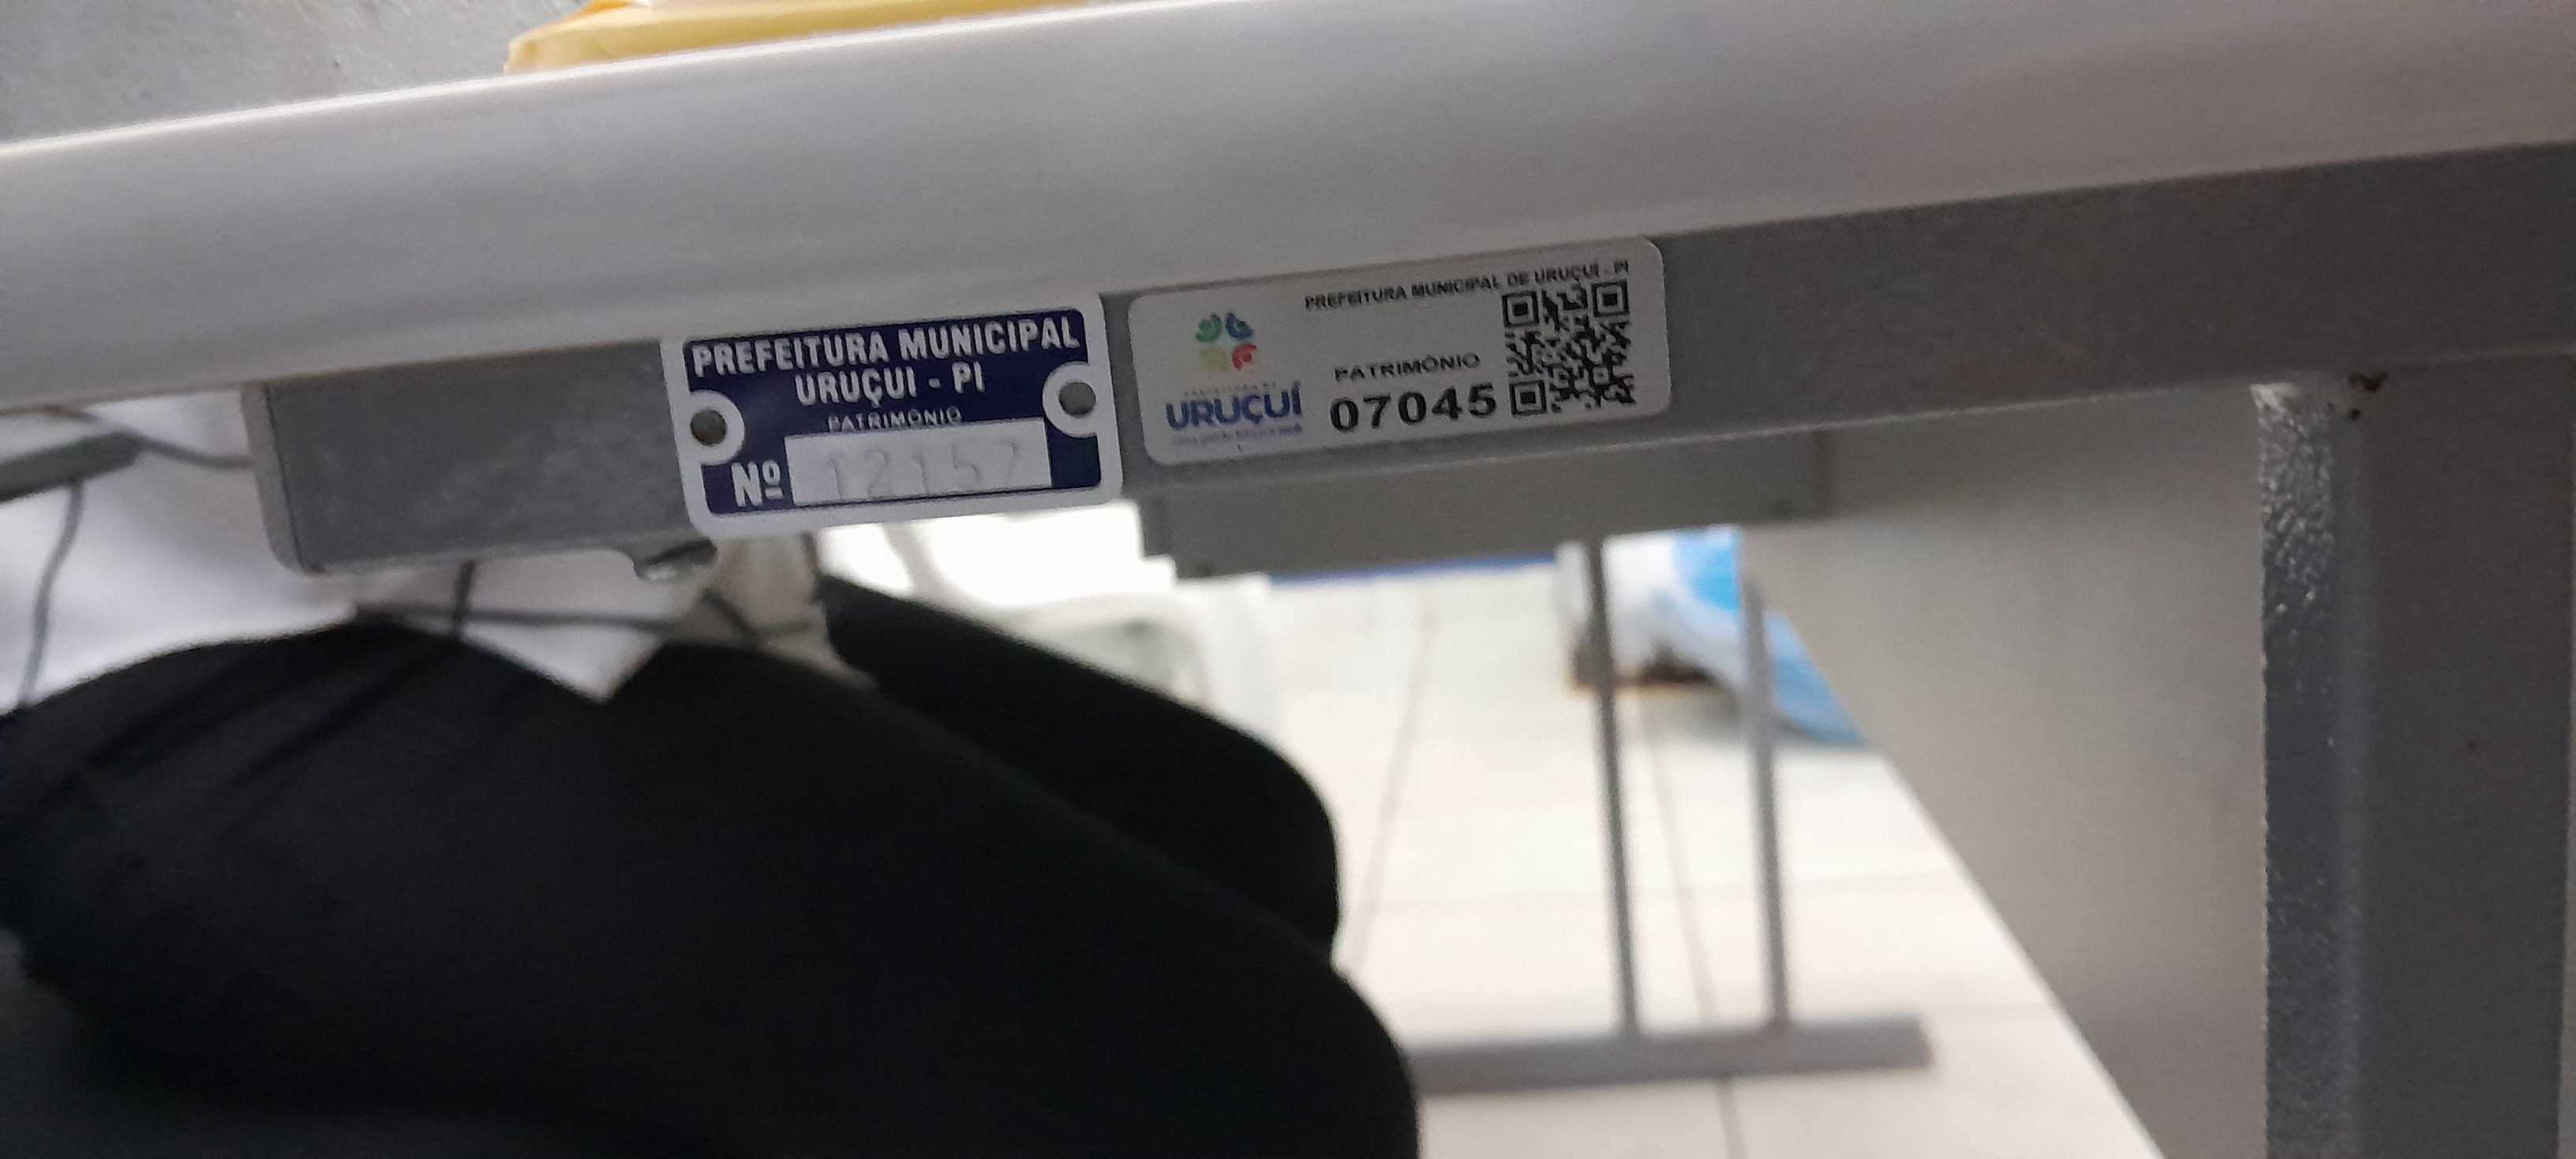 PREFEITURA MUNICIPAL
URUÇUI - PI
PATRIMÔNIO
Nº 12157
PREFEITURA MUNICIPAL DE URUÇUÍ - PI
URUÇUÍ
PATRIMÔNIO
07045